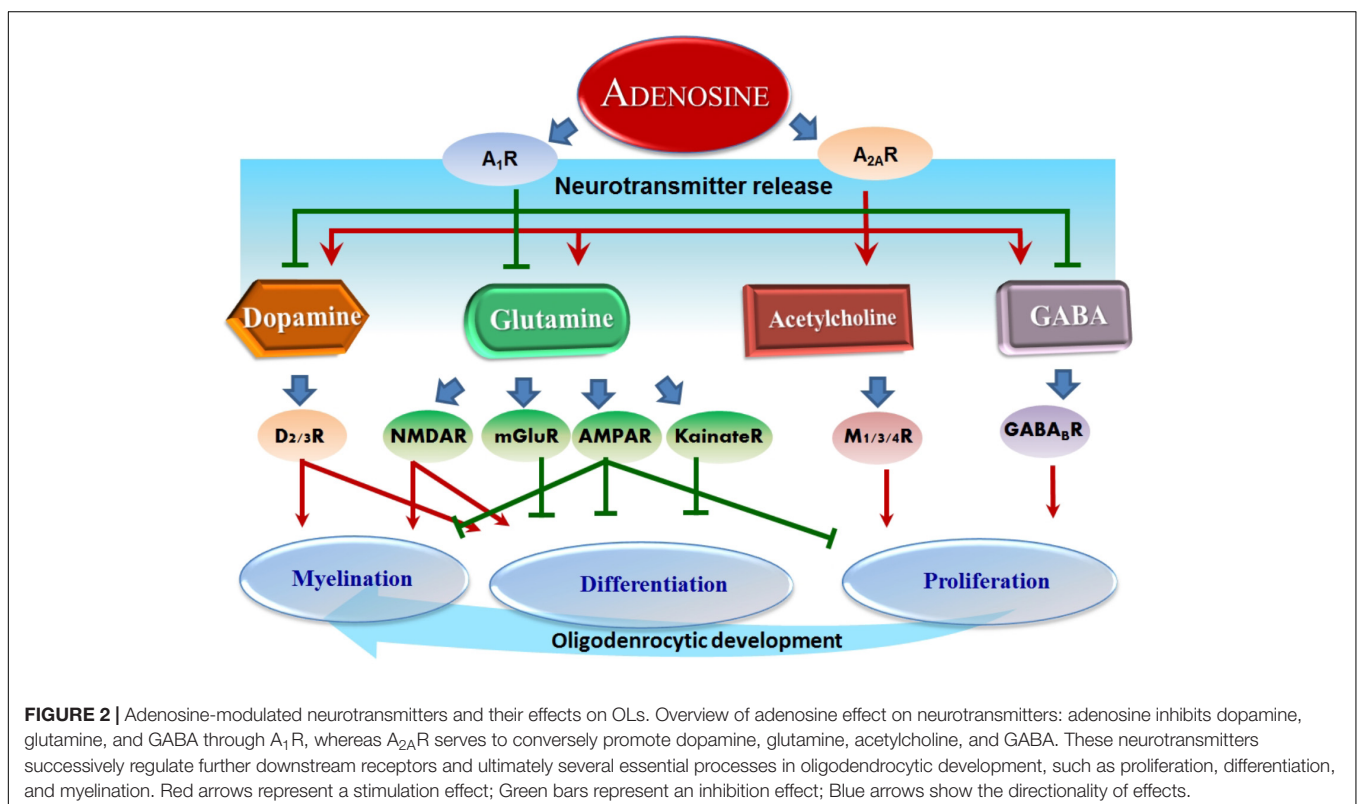 ADENOSINE
A₁R
A₂ₐR
Neurotransmitter release
Dopamine
Glutamine
Acetylcholine
GABA
D2/3R
NMDAR
mGluR
AMPAR
KainateR
M1/3/4R
GABA_BR
Myelination
Differentiation
Proliferation
Oligodenrocytic development
FIGURE 2 | Adenosine-modulated neurotransmitters and their effects on OLs. Overview of adenosine effect on neurotransmitters: adenosine inhibits dopamine,
glutamine, and GABA through A₁R, whereas A₂ₐR serves to conversely promote dopamine, glutamine, acetylcholine, and GABA. These neurotransmitters
successively regulate further downstream receptors and ultimately several essential processes in oligodendrocytic development, such as proliferation, differentiation,
and myelination. Red arrows represent a stimulation effect; Green bars represent an inhibition effect; Blue arrows show the directionality of effects.